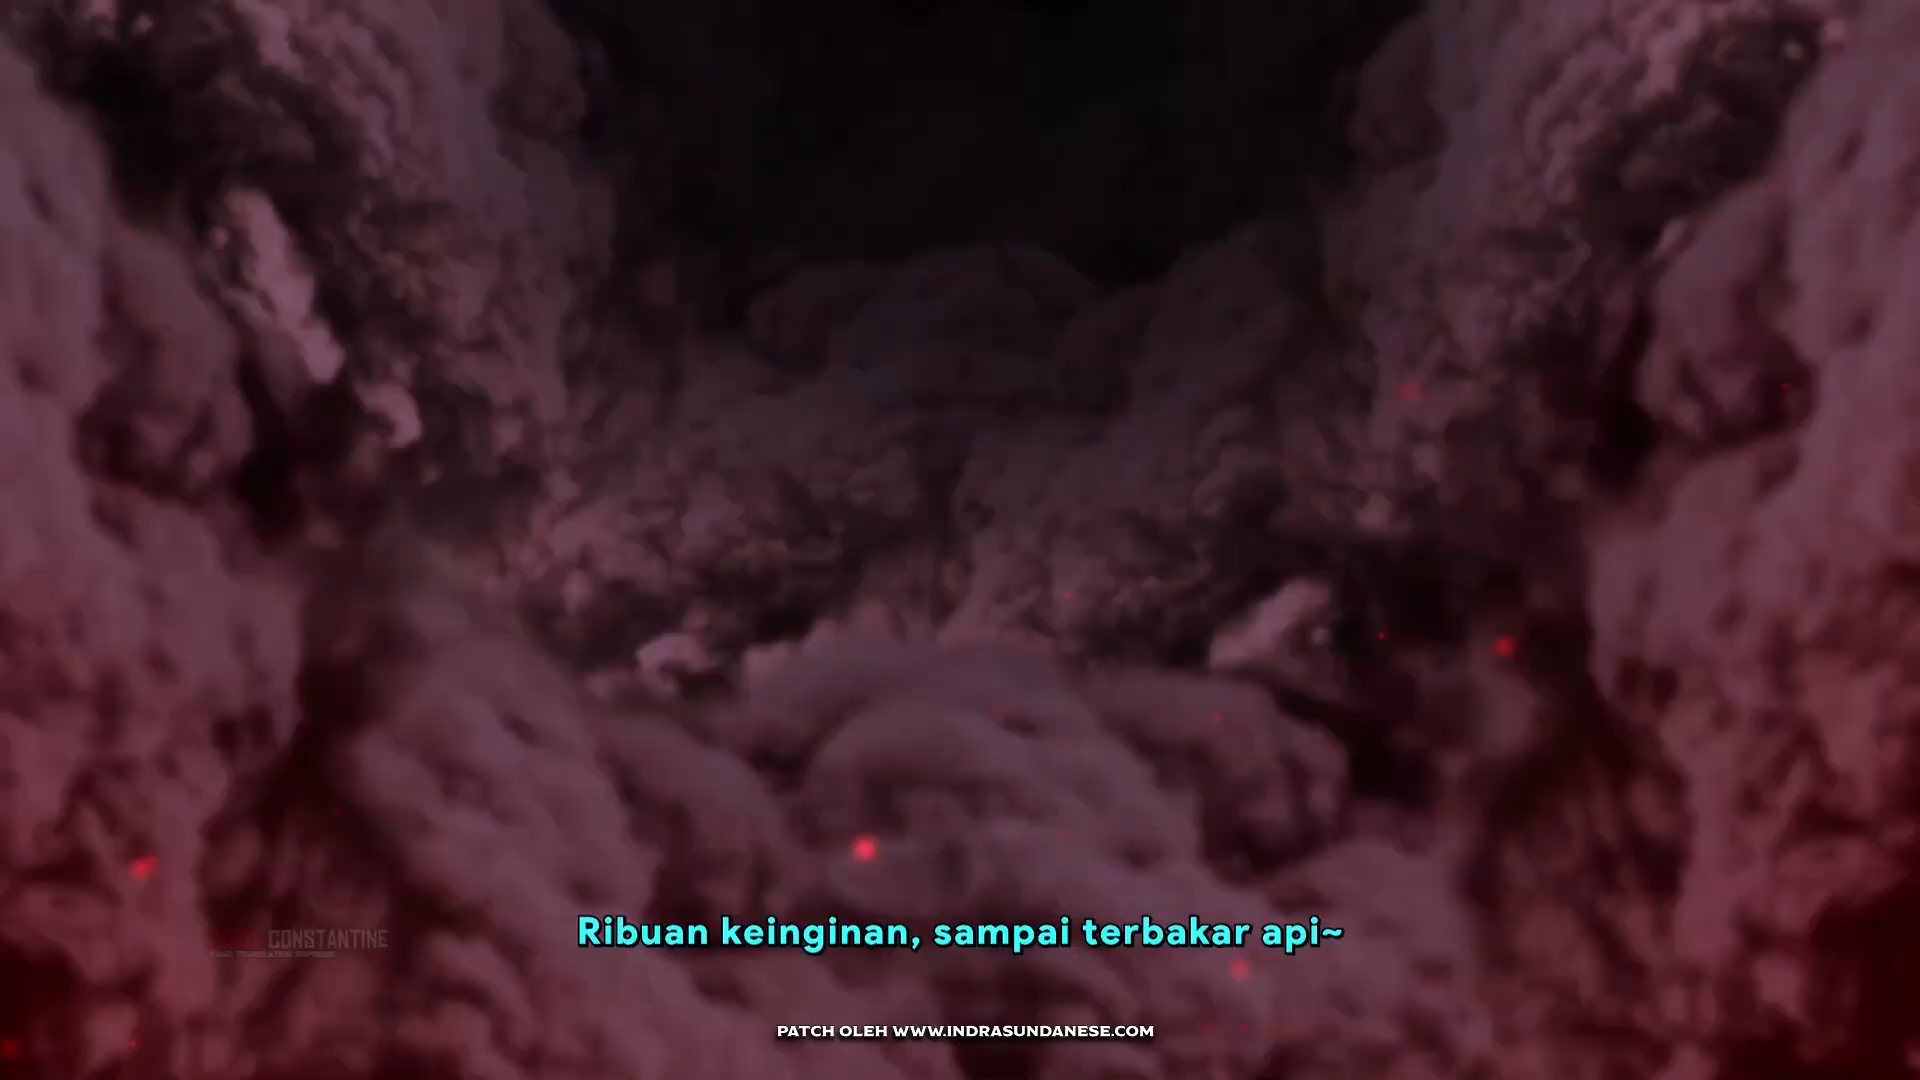 CONSTANTINE
Ribuan keinginan, sampai terbakar api~
PATCH OLEH WWW.INDRASUNDANESE.COM